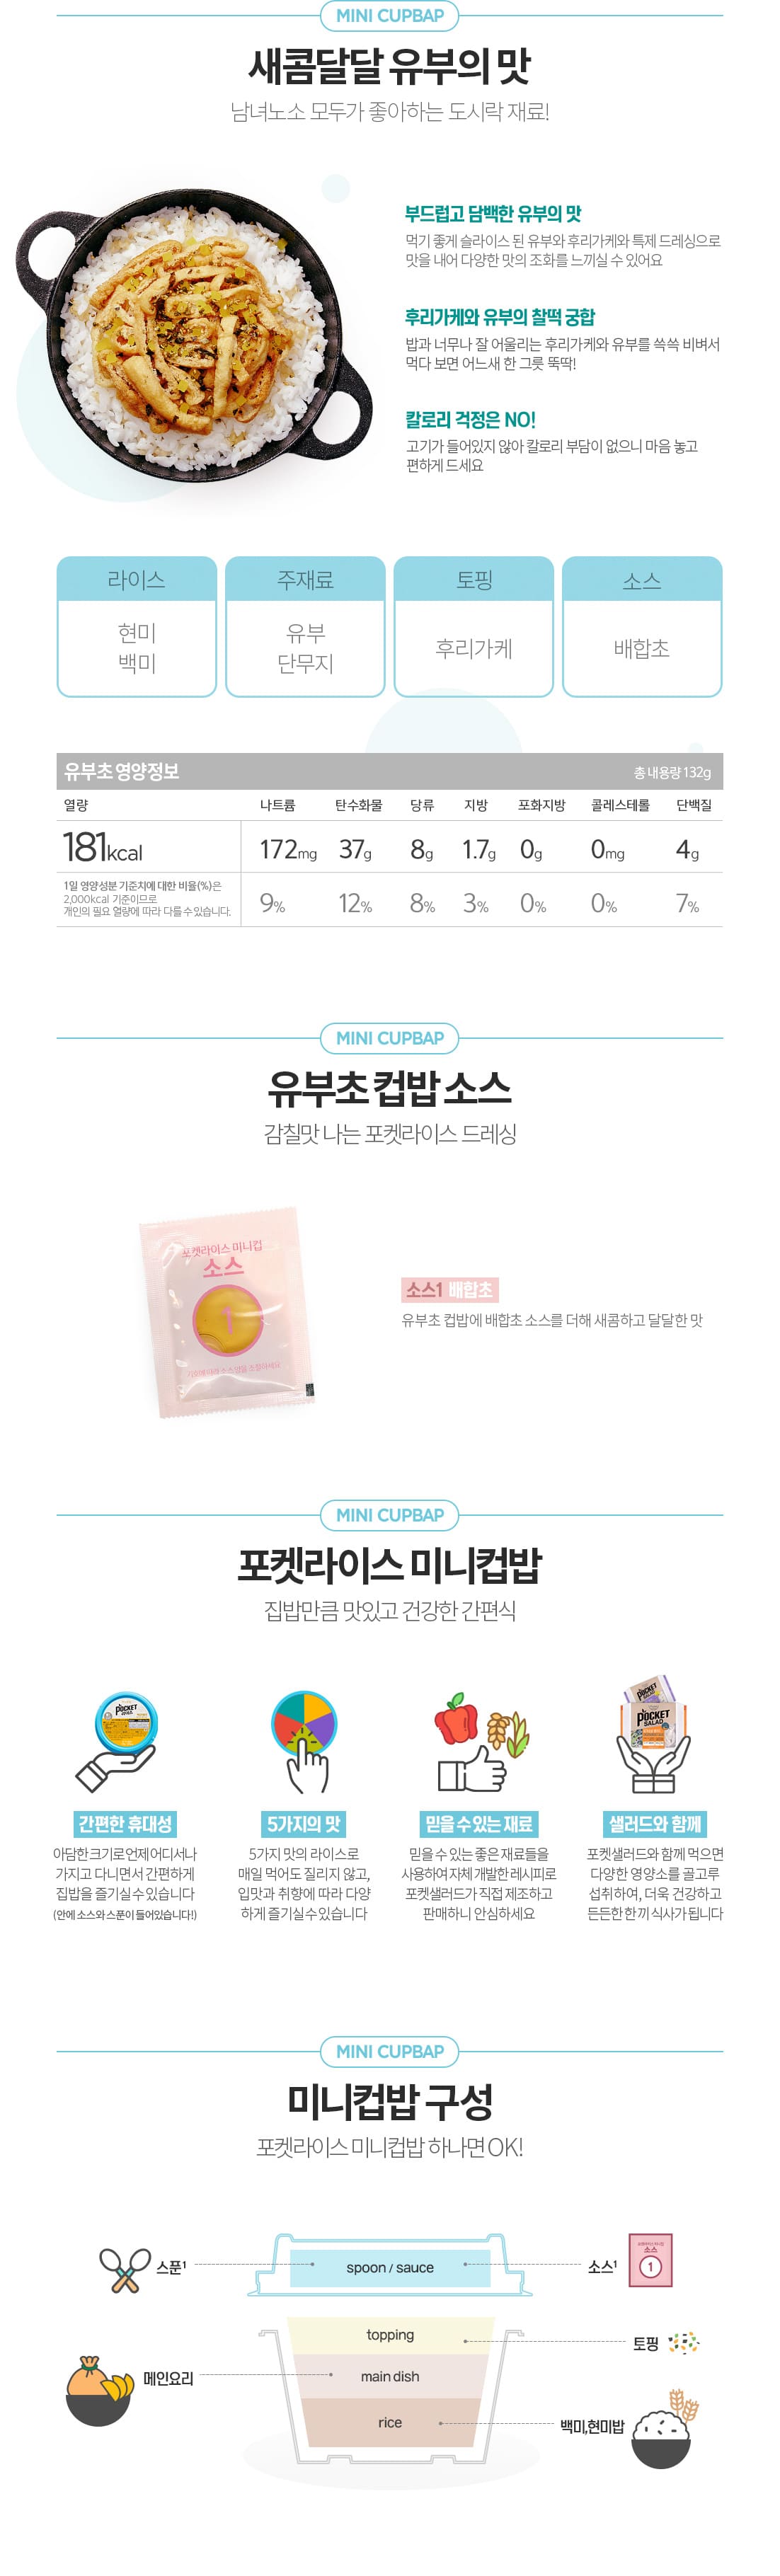 MINI CUPBAP
새콤달달 유부의 맛
남녀노소 모두가 좋아하는 도시락 재료!
부드럽고 담백한 유부의 맛
먹기 좋게 슬라이스 된 유부와 후리가케와 특제 드레싱으로
맛을 내어 다양한 맛의 조화를 느끼실 수 있어요
후리가케와 유부의 찰떡 궁합
밥과 너무나 잘 어울리는 후리가케와 유부를 쓱쓱 비벼서
먹다 보면 어느새 한 그릇 뚝딱!
칼로리 걱정은 NO!
고기가 들어있지 않아 칼로리 부담이 없으니 마음 놓고
편하게 드세요
라이스 주재료 토핑 소스
현미 백미
유부 단무지
후리가케
배합초
유부초 영양정보 총 내용량 132g
열량 나트륨 탄수화물 당류 지방 포화지방 콜레스테롤 단백질
181kcal 172mg 37g 8g 1.7g 0g 0mg 4g
1일 영양성분 기준치에 대한 비율(%)은
2,000kcal 기준이므로
개인의 필요 열량에 따라 다를 수 있습니다.
9% 12% 8% 3% 0% 0% 7%
MINI CUPBAP
유부초 컵밥 소스
감칠맛 나는 포켓라이스 드레싱
포켓라이스 미니컵
소스
1
기호에 따라 소스양을 조절하세요
소스1 배합초
유부초 컵밥에 배합초 소스를 더해 새콤하고 달달한 맛
MINI CUPBAP
포켓라이스 미니컵밥
집밥만큼 맛있고 건강한 간편식
POCKET
POCKET
SALAD
간편한 휴대성
아담한 크기로 언제 어디서나
가지고 다니면서 간편하게
집밥을 즐기실 수 있습니다
(안에 소스와 스푼이 들어있습니다!)
5가지의 맛
5가지 맛의 라이스로
매일 먹어도 질리지 않고,
입맛과 취향에 따라 다양
하게 즐기실 수 있습니다
믿을 수 있는 재료
믿을 수 있는 좋은 재료들을
사용하여 자체 개발한 레시피로
포켓샐러드가 직접 제조하고
판매하니 안심하세요
샐러드와 함께
포켓샐러드와 함께 먹으면
다양한 영양소를 골고루
섭취하여, 더욱 건강하고
든든한 한 끼 식사가 됩니다
MINI CUPBAP
미니컵밥 구성
포켓라이스 미니컵밥 하나면 OK!
스푼1
spoon / sauce
소스1
소스
1
topping
토핑
메인요리
main dish
rice
백미,현미밥